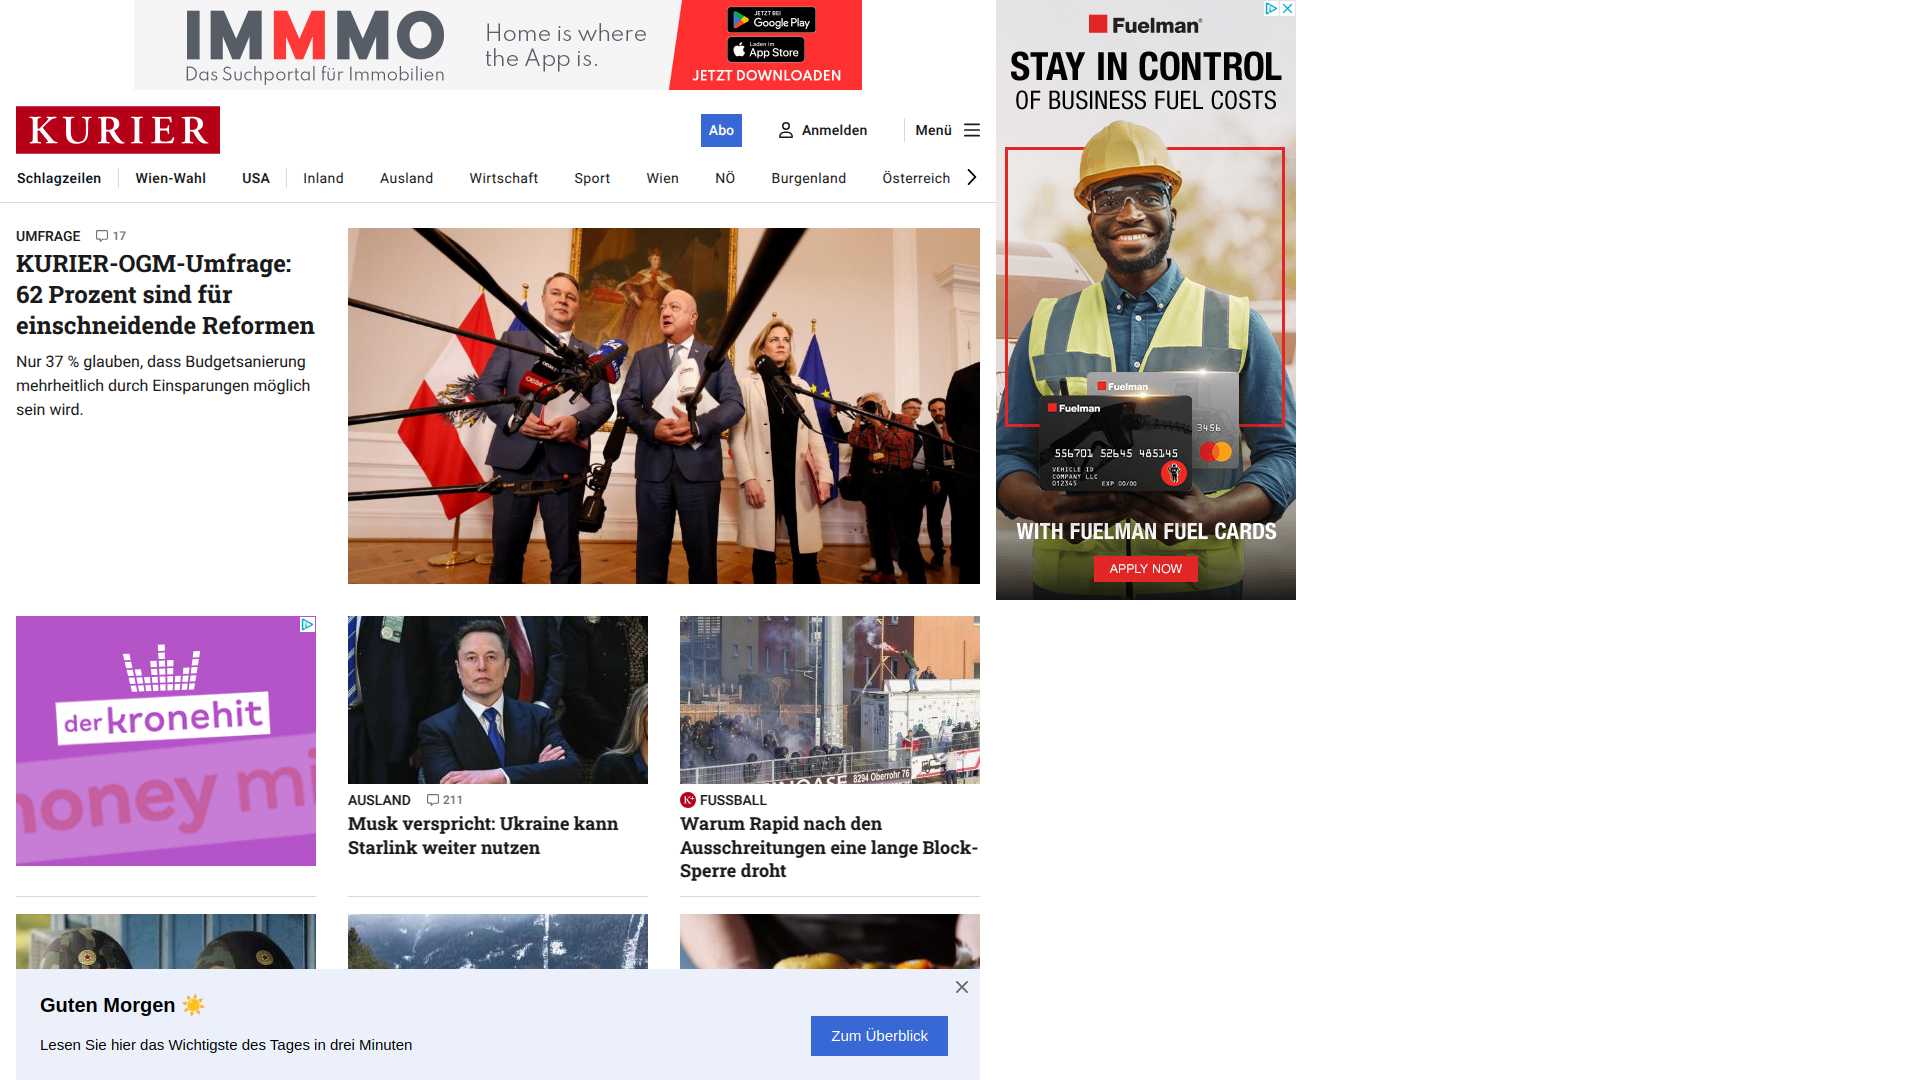 IMMMO
Das Suchportal für Immobilien
Home is where
the App is.
JETZT BEI
Google Play
Laden im
App Store
JETZT DOWNLOADEN
KURIER
Abo
Anmelden
Menü
Schlagzeilen
Wien-Wahl
USA
Inland
Ausland
Wirtschaft
Sport
Wien
NÖ
Burgenland
Österreich
UMFRAGE 17
KURIER-OGM-Umfrage:
62 Prozent sind für
einschneidende Reformen
Nur 37 % glauben, dass Budgetsanierung
mehrheitlich durch Einsparungen möglich
sein wird.
der kronehit
money mi
AUSLAND 211
Musk verspricht: Ukraine kann
Starlink weiter nutzen
8294 Oberrohr 76
K+ FUSSBALL
Warum Rapid nach den
Ausschreitungen eine lange Block-
Sperre droht
Fuelman
STAY IN CONTROL
OF BUSINESS FUEL COSTS
Fuelman
Fuelman
3456
556701 52645 485145
VEHICLE ID
COMPANY LLC
012345 EXP 00/00
WITH FUELMAN FUEL CARDS
APPLY NOW
Guten Morgen ☀️
Lesen Sie hier das Wichtigste des Tages in drei Minuten
Zum Überblick